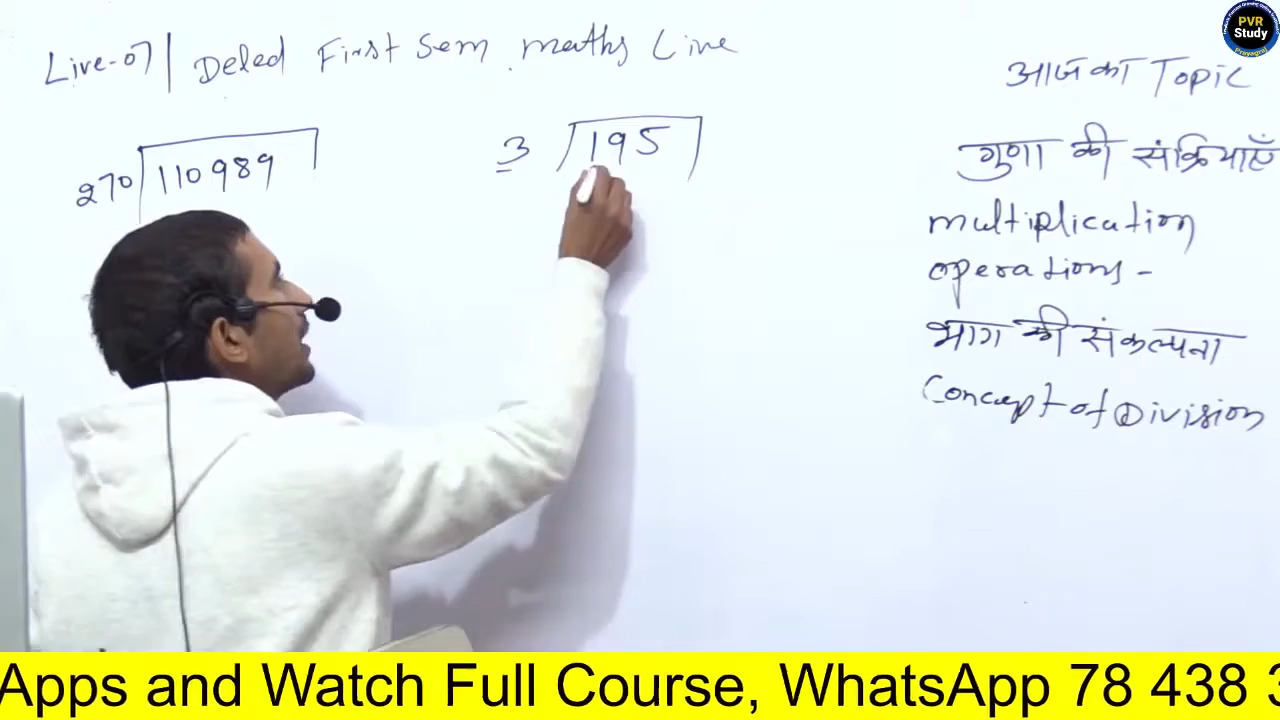 Live-07 | Deled First Sem maths Live
270 110989
3 195
आज का Topic
गुणा की संक्रियाएँ
multiplication
operations -
भाग की संकल्पना
Concept of Division
PVR
Study
Prayagraj
Apps and Watch Full Course, WhatsApp 78 438 3